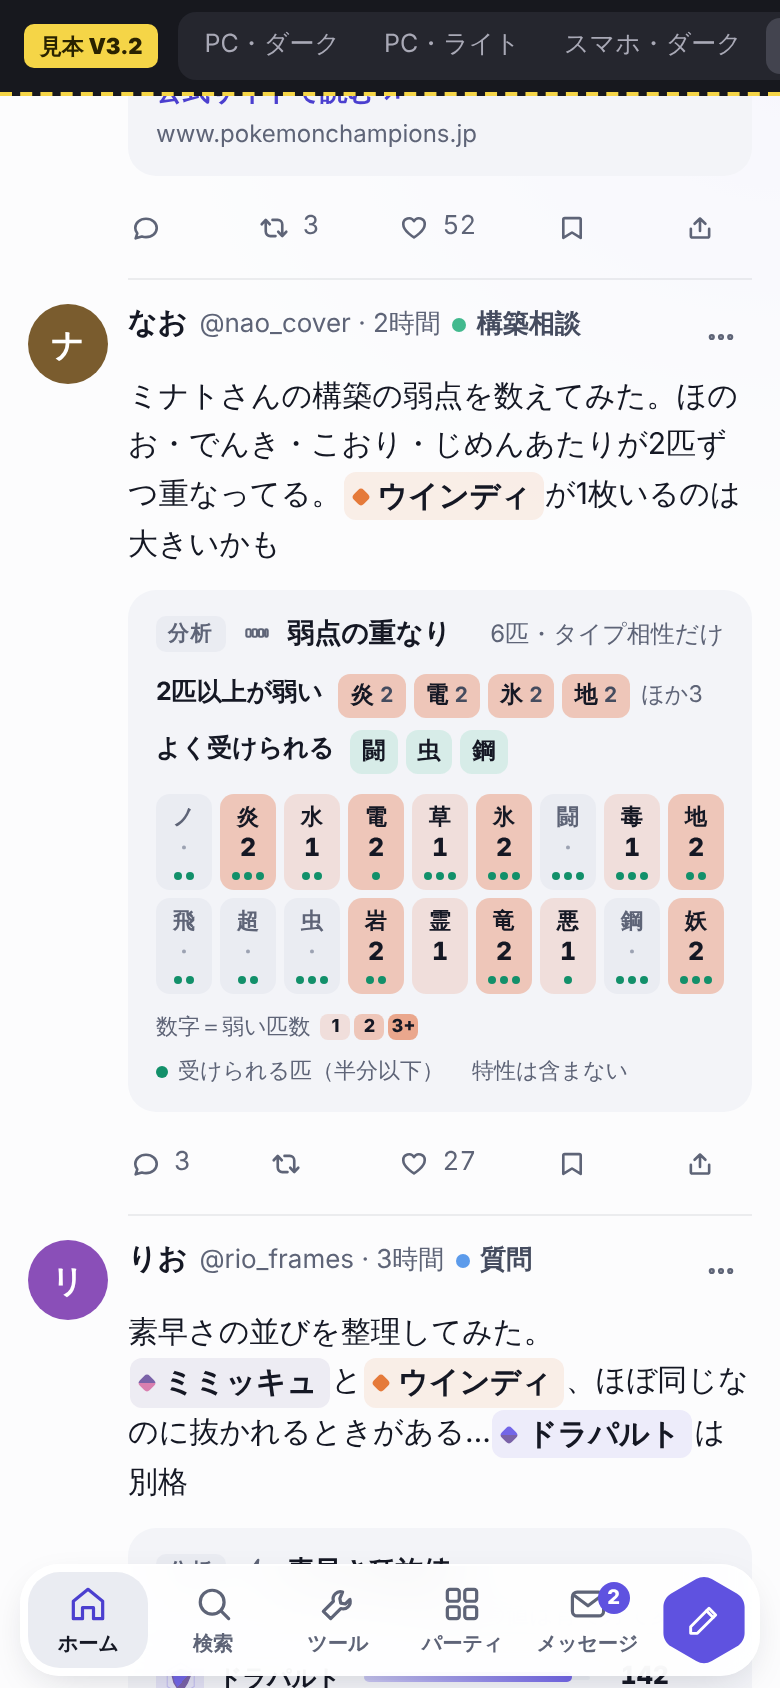 見本 V3.2
PC・ダーク
PC・ライト
スマホ・ダーク
www.pokemonchampions.jp
3
52
ナ
なお @nao_cover · 2時間 構築相談
ミナトさんの構築の弱点を数えてみた。ほの
お・でんき・こおり・じめんあたりが2匹ず
つ重なってる。ウインディが1枚いるのは
大きいかも
分析 弱点の重なり 6匹・タイプ相性だけ
2匹以上が弱い 炎 2 電 2 氷 2 地 2 ほか3
よく受けられる 闘 虫 鋼
ノ 炎 水 電 草 氷 闘 毒 地
· 2 1 2 1 2 · 1 2
飛 超 虫 岩 霊 竜 悪 鋼 妖
· · · 2 1 2 1 · 2
数字＝弱い匹数 1 2 3+
受けられる匹（半分以下） 特性は含まない
3
27
リ
りお @rio_frames · 3時間 質問
素早さの並びを整理してみた。
ミミッキュと ウインディ、ほぼ同じな
のに抜かれるときがある...ドラパルトは
別格
ホーム
検索
ツール
パーティ
メッセージ
2
ドラパルト
142